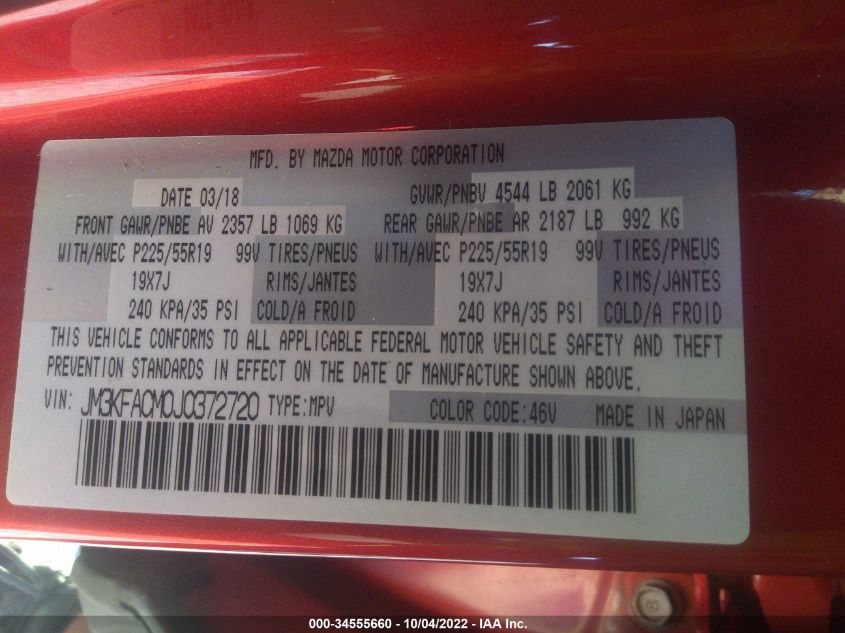 MFD. BY MAZDA MOTOR CORPORATION
DATE 03/18 GVWR/PNBV 4544 LB 2061 KG
FRONT GAWR/PNBE AV 2357 LB 1069 KG REAR GAWR/PNBE AR 2187 LB 992 KG
WITH/AVEC P225/55R19 99V TIRES/PNEUS WITH/AVEC P225/55R19 99V TIRES/PNEUS
19X7J RIMS/JANTES 19X7J RIMS/JANTES
240 KPA/35 PSI COLD/A FROID 240 KPA/35 PSI COLD/A FROID
THIS VEHICLE CONFORMS TO ALL APPLICABLE FEDERAL MOTOR VEHICLE SAFETY AND THEFT
PREVENTION STANDARDS IN EFFECT ON THE DATE OF MANUFACTURE SHOWN ABOVE.
VIN: JM3KFACM0J0372720 TYPE:MPV COLOR CODE:46V MADE IN JAPAN
000-34555660 - 10/04/2022 - IAA Inc.